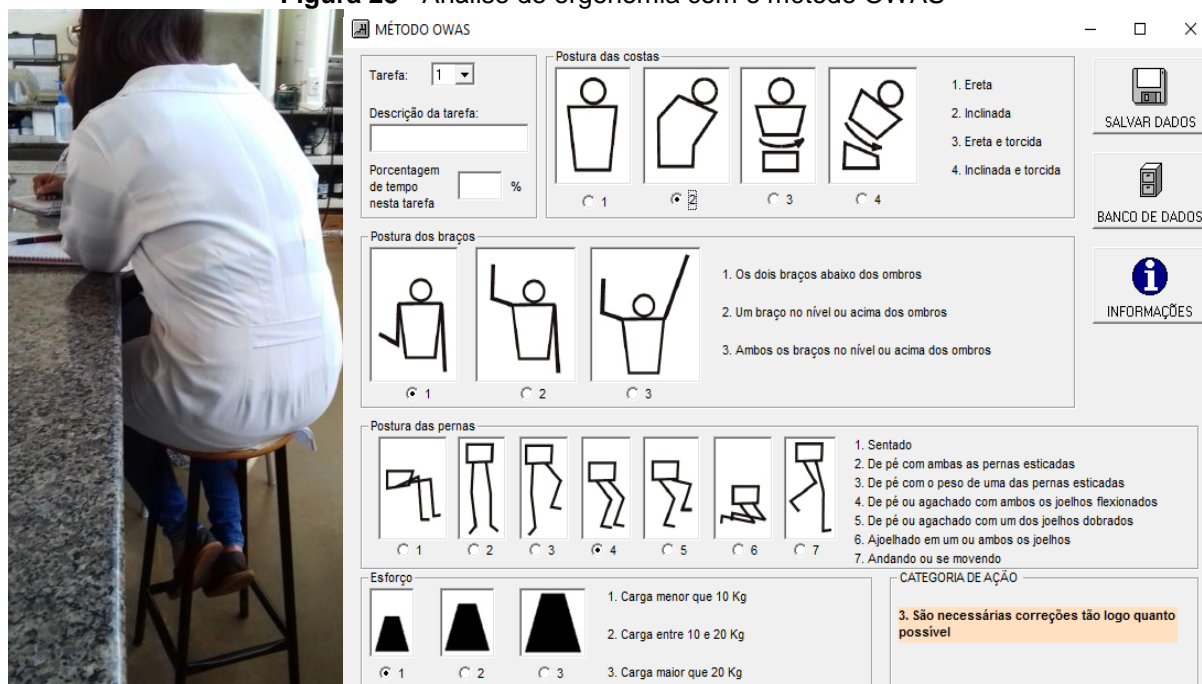 Figura 28 - Análise de ergonomia com o método OWAS
MÉTODO OWAS
Tarefa: 1
Descrição da tarefa:
Porcentagem
de tempo
nesta tarefa
%
Postura das costas
1 2 3 4
1. Ereta
2. Inclinada
3. Ereta e torcida
4. Inclinada e torcida
SALVAR DADOS
BANCO DE DADOS
INFORMAÇÕES
Postura dos braços
1 2 3
1. Os dois braços abaixo dos ombros
2. Um braço no nível ou acima dos ombros
3. Ambos os braços no nível ou acima dos ombros
Postura das pernas
1 2 3 4 5 6 7
1. Sentado
2. De pé com ambas as pernas esticadas
3. De pé com o peso de uma das pernas esticadas
4. De pé ou agachado com ambos os joelhos flexionados
5. De pé ou agachado com um dos joelhos dobrados
6. Ajoelhado em um ou ambos os joelhos
7. Andando ou se movendo
Esforço
1 2 3
1. Carga menor que 10 Kg
2. Carga entre 10 e 20 Kg
3. Carga maior que 20 Kg
CATEGORIA DE AÇÃO
3. São necessárias correções tão logo quanto
possível